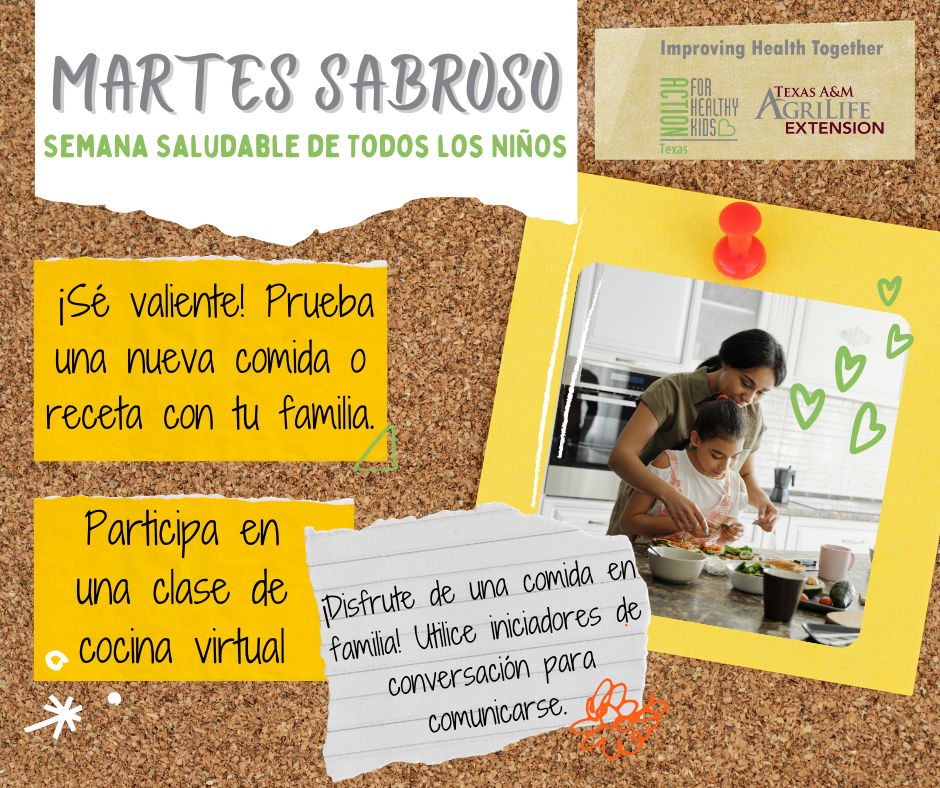 MARTES SABROSO
SEMANA SALUDABLE DE TODOS LOS NIÑOS
Improving Health Together
ACTION
FOR
HEALTHY
KIDS
Texas
TEXAS A&M
AGRILIFE
EXTENSION
¡Sé valiente! Prueba
una nueva comida o
receta con tu familia.
Participa en
una clase de
cocina virtual
¡Disfrute de una comida en
familia! Utilice iniciadores de
conversación para
comunicarse.